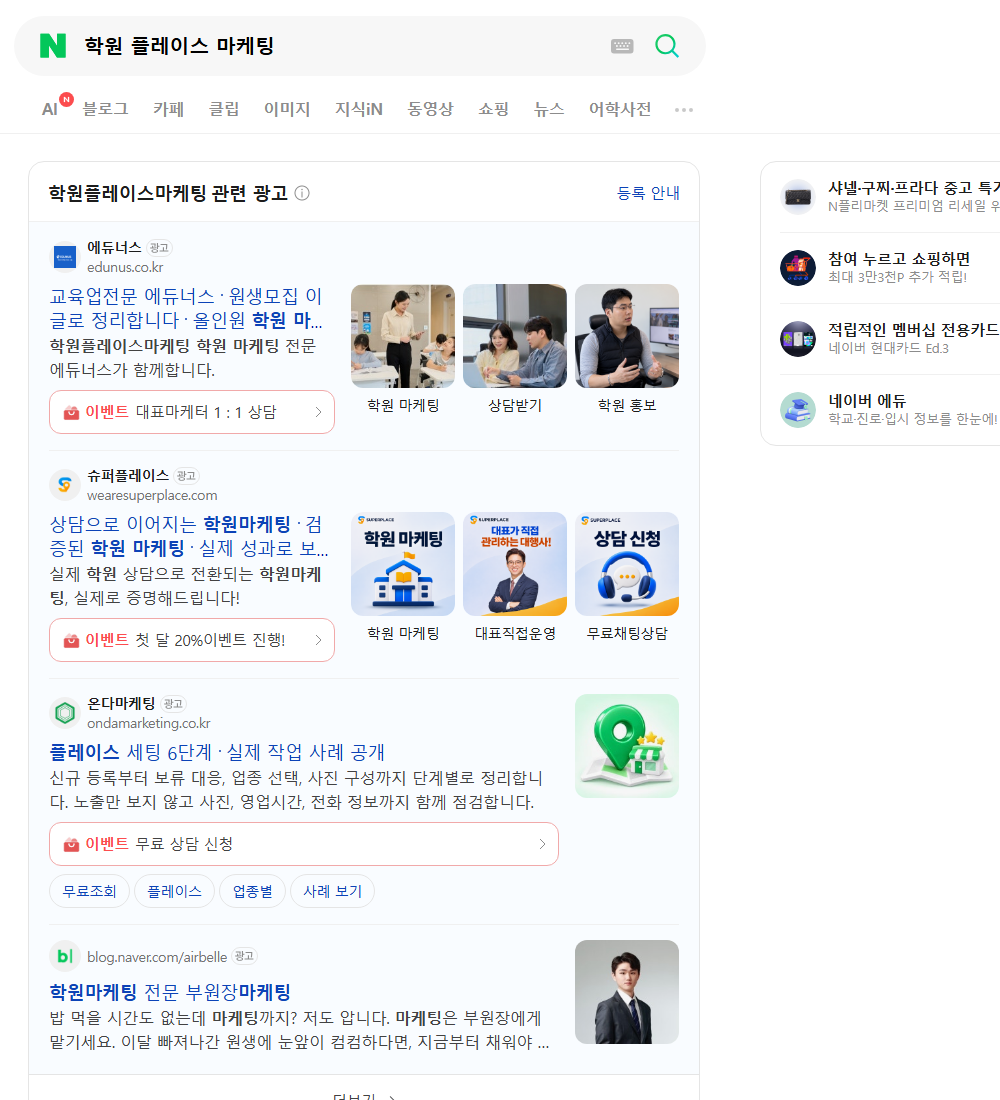 학원 플레이스 마케팅
AI N 블로그 카페 클립 이미지 지식iN 동영상 쇼핑 뉴스 어학사전
학원플레이스마케팅 관련 광고
등록 안내
에듀너스 광고
edunus.co.kr
교육업전문 에듀너스 · 원생모집 이
글로 정리합니다 · 올인원 학원 마...
학원플레이스마케팅 학원 마케팅 전문
에듀너스가 함께합니다.
이벤트 대표마케터 1 : 1 상담
학원 마케팅
상담받기
학원 홍보
슈퍼플레이스 광고
wearesuperplace.com
상담으로 이어지는 학원마케팅 · 검
증된 학원 마케팅 · 실제 성과로 보...
실제 학원 상담으로 전환되는 학원마케
팅, 실제로 증명해드립니다!
이벤트 첫 달 20%이벤트 진행!
SUPERPLACE
학원 마케팅
학원 마케팅
SUPERPLACE
대표가 직접
관리하는 대행사!
대표직접운영
SUPERPLACE
상담 신청
무료채팅상담
온다마케팅 광고
ondamarketing.co.kr
플레이스 세팅 6단계 · 실제 작업 사례 공개
신규 등록부터 보류 대응, 업종 선택, 사진 구성까지 단계별로 정리합니
다. 노출만 보지 않고 사진, 영업시간, 전화 정보까지 함께 점검합니다.
이벤트 무료 상담 신청
무료조회 플레이스 업종별 사례 보기
blog.naver.com/airbelle 광고
학원마케팅 전문 부원장마케팅
밥 먹을 시간도 없는데 마케팅까지? 저도 압니다. 마케팅은 부원장에게
맡기세요. 이달 빠져나간 원생에 눈앞이 컴컴하다면, 지금부터 채워야 ...
더보기
샤넬·구찌·프라다 중고 특가
N플리마켓 프리미엄 리세일 위
참여 누르고 쇼핑하면
최대 3만3천P 추가 적립!
적립적인 멤버십 전용카드
네이버 현대카드 Ed.3
네이버 에듀
학교·진로·입시 정보를 한눈에!